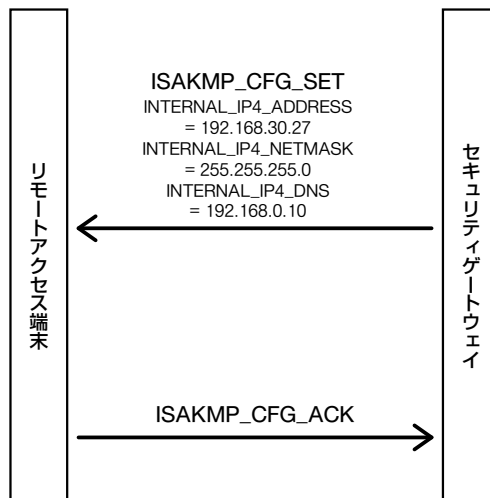 ISAKMP_CFG_SET
INTERNAL_IP4_ADDRESS
= 192.168.30.27
INTERNAL_IP4_NETMASK
= 255.255.255.0
INTERNAL_IP4_DNS
= 192.168.0.10
リモートアクセス端末
セキュリティゲートウェイ
ISAKMP_CFG_ACK